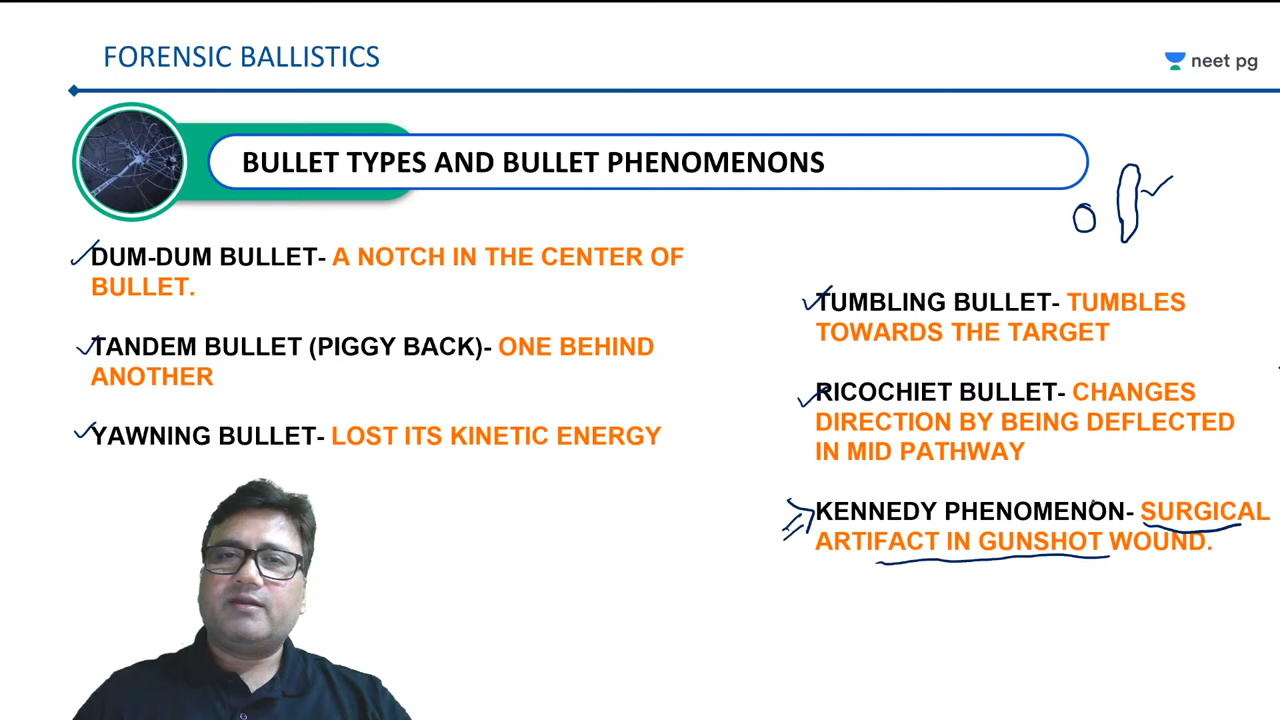 FORENSIC BALLISTICS
neet pg
BULLET TYPES AND BULLET PHENOMENONS
DUM-DUM BULLET- A NOTCH IN THE CENTER OF
BULLET.
TANDEM BULLET (PIGGY BACK)- ONE BEHIND
ANOTHER
YAWNING BULLET- LOST ITS KINETIC ENERGY
TUMBLING BULLET- TUMBLES
TOWARDS THE TARGET
RICOCHIET BULLET- CHANGES
DIRECTION BY BEING DEFLECTED
IN MID PATHWAY
KENNEDY PHENOMENON- SURGICAL
ARTIFACT IN GUNSHOT WOUND.